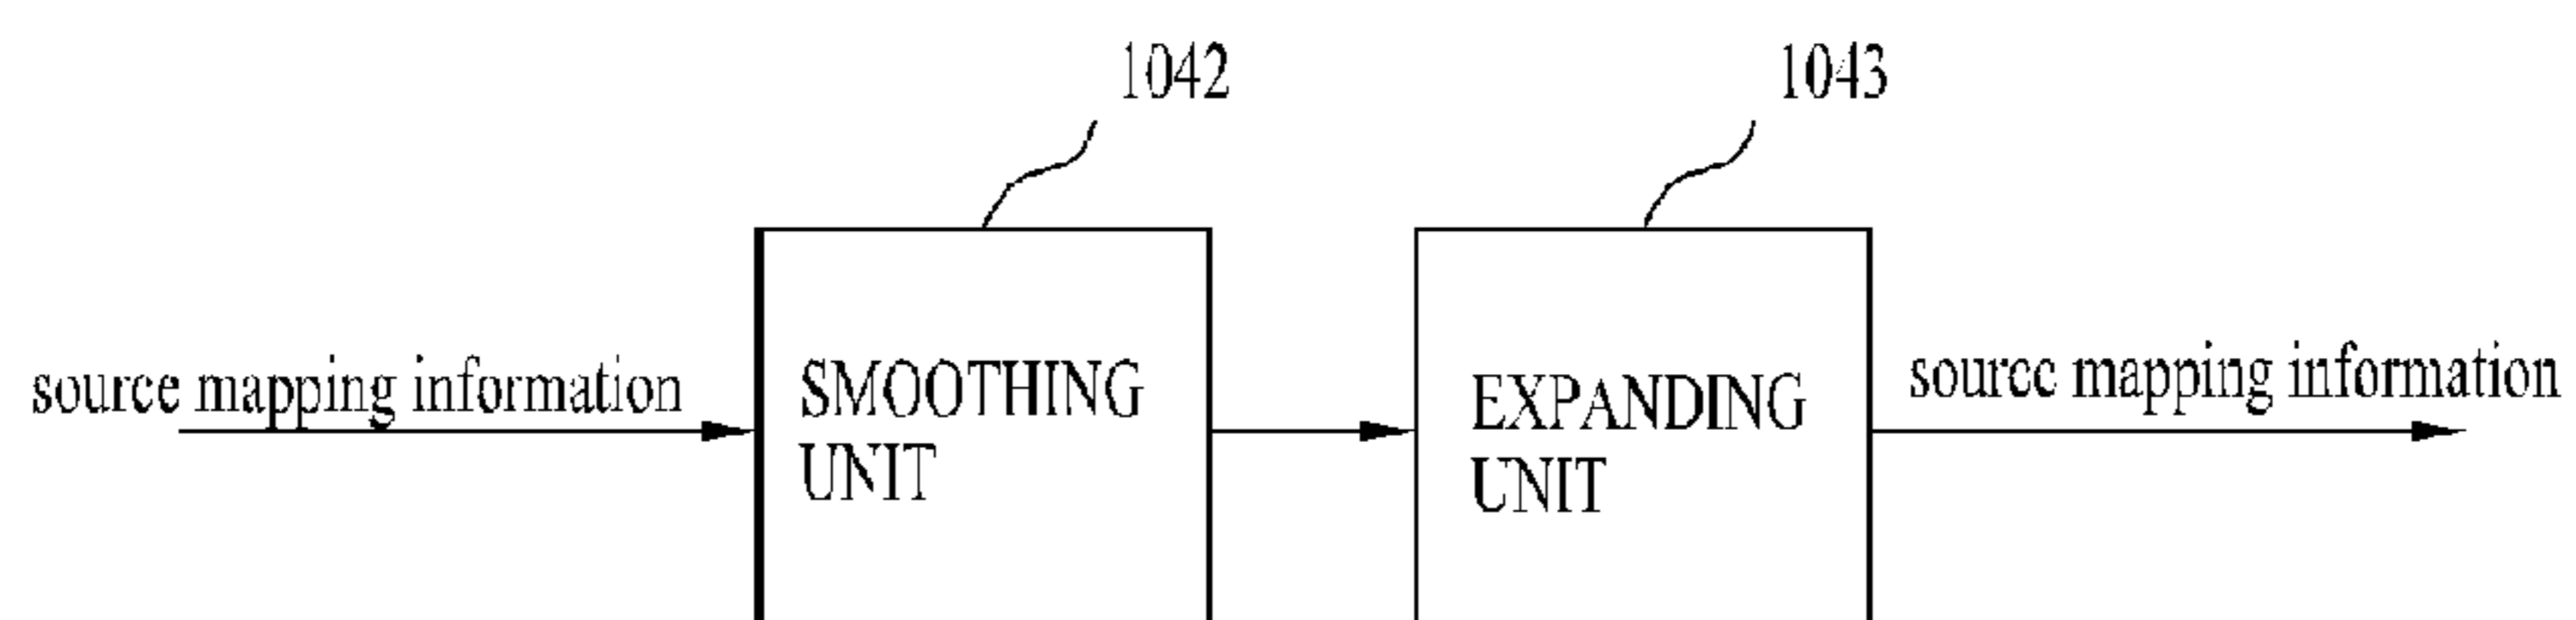 1042
1043
source mapping information
SMOOTHING
UNIT
EXPANDING
UNIT
source mapping information